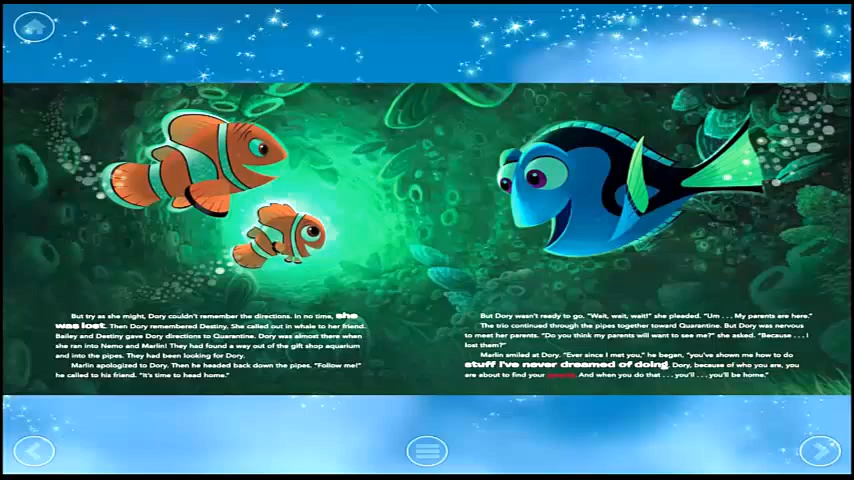 But try as she might, Dory couldn't remember the directions. In no time, she
was lost. Then Dory remembered Destiny. She called out in whale to her friend.
Bailey and Destiny gave Dory directions to Quarantine. Dory was almost there when
she ran into Nemo and Marlin! They had found a way out of the gift shop aquarium
and into the pipes. They had been looking for Dory.
Marlin apologized to Dory. Then he headed back down the pipes. "Follow me!"
he called to his friend. "It's time to head home."
But Dory wasn't ready to go. "Wait, wait, wait!" she pleaded. "Um . . . My parents are here."
The trio continued through the pipes together toward Quarantine. But Dory was nervous
to meet her parents. "Do you think my parents will want to see me?" she asked. "Because . . . I
lost them?"
Marlin smiled at Dory. "Ever since I met you," he began, "you've shown me how to do
stuff I've never dreamed of doing. Dory, because of who you are, you
are about to find your And when you do that . . . you'll . . . you'll be home."